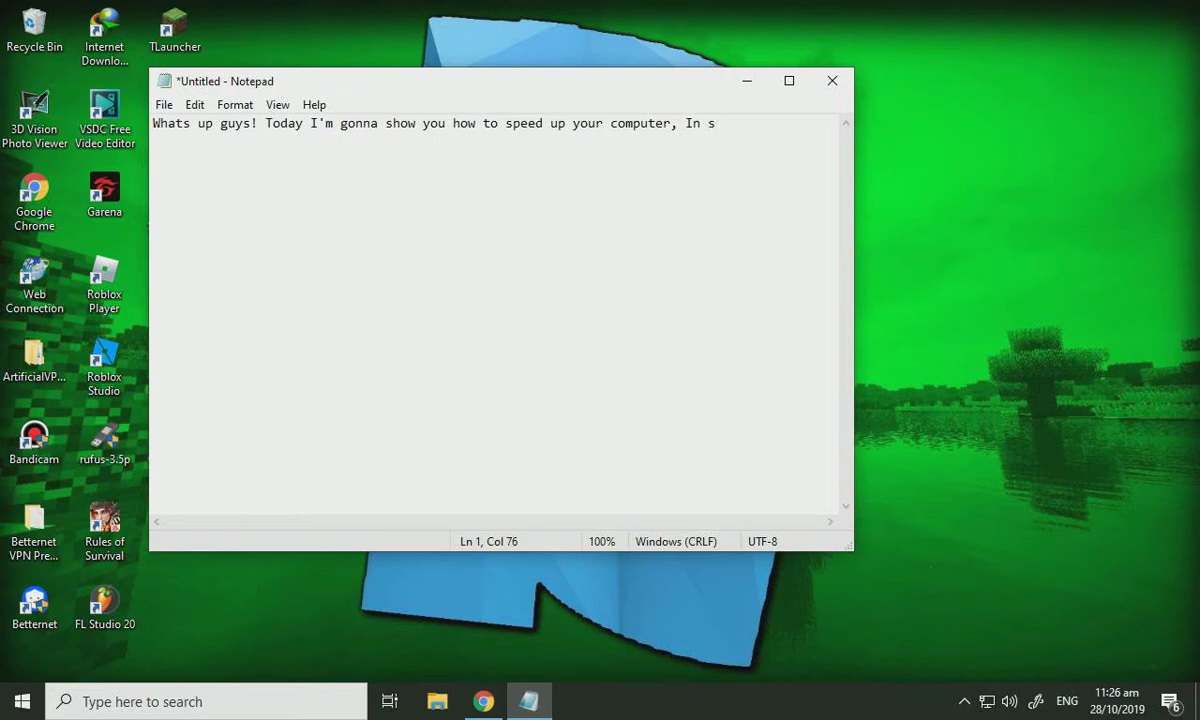 Recycle Bin
Internet
Downlo...
TLauncher
3D Vision
Photo Viewer
VSDC Free
Video Editor
Google
Chrome
Garena
Web
Connection
Roblox
Player
ArtificialVP...
Roblox
Studio
Bandicam
rufus-3.5p
Betternet
VPN Pre...
Rules of
Survival
Betternet
FL Studio 20
*Untitled - Notepad
File Edit Format View Help
Whats up guys! Today I'm gonna show you how to speed up your computer, In s
Ln 1, Col 76 100% Windows (CRLF) UTF-8
Type here to search
ENG
11:26 am
28/10/2019
6